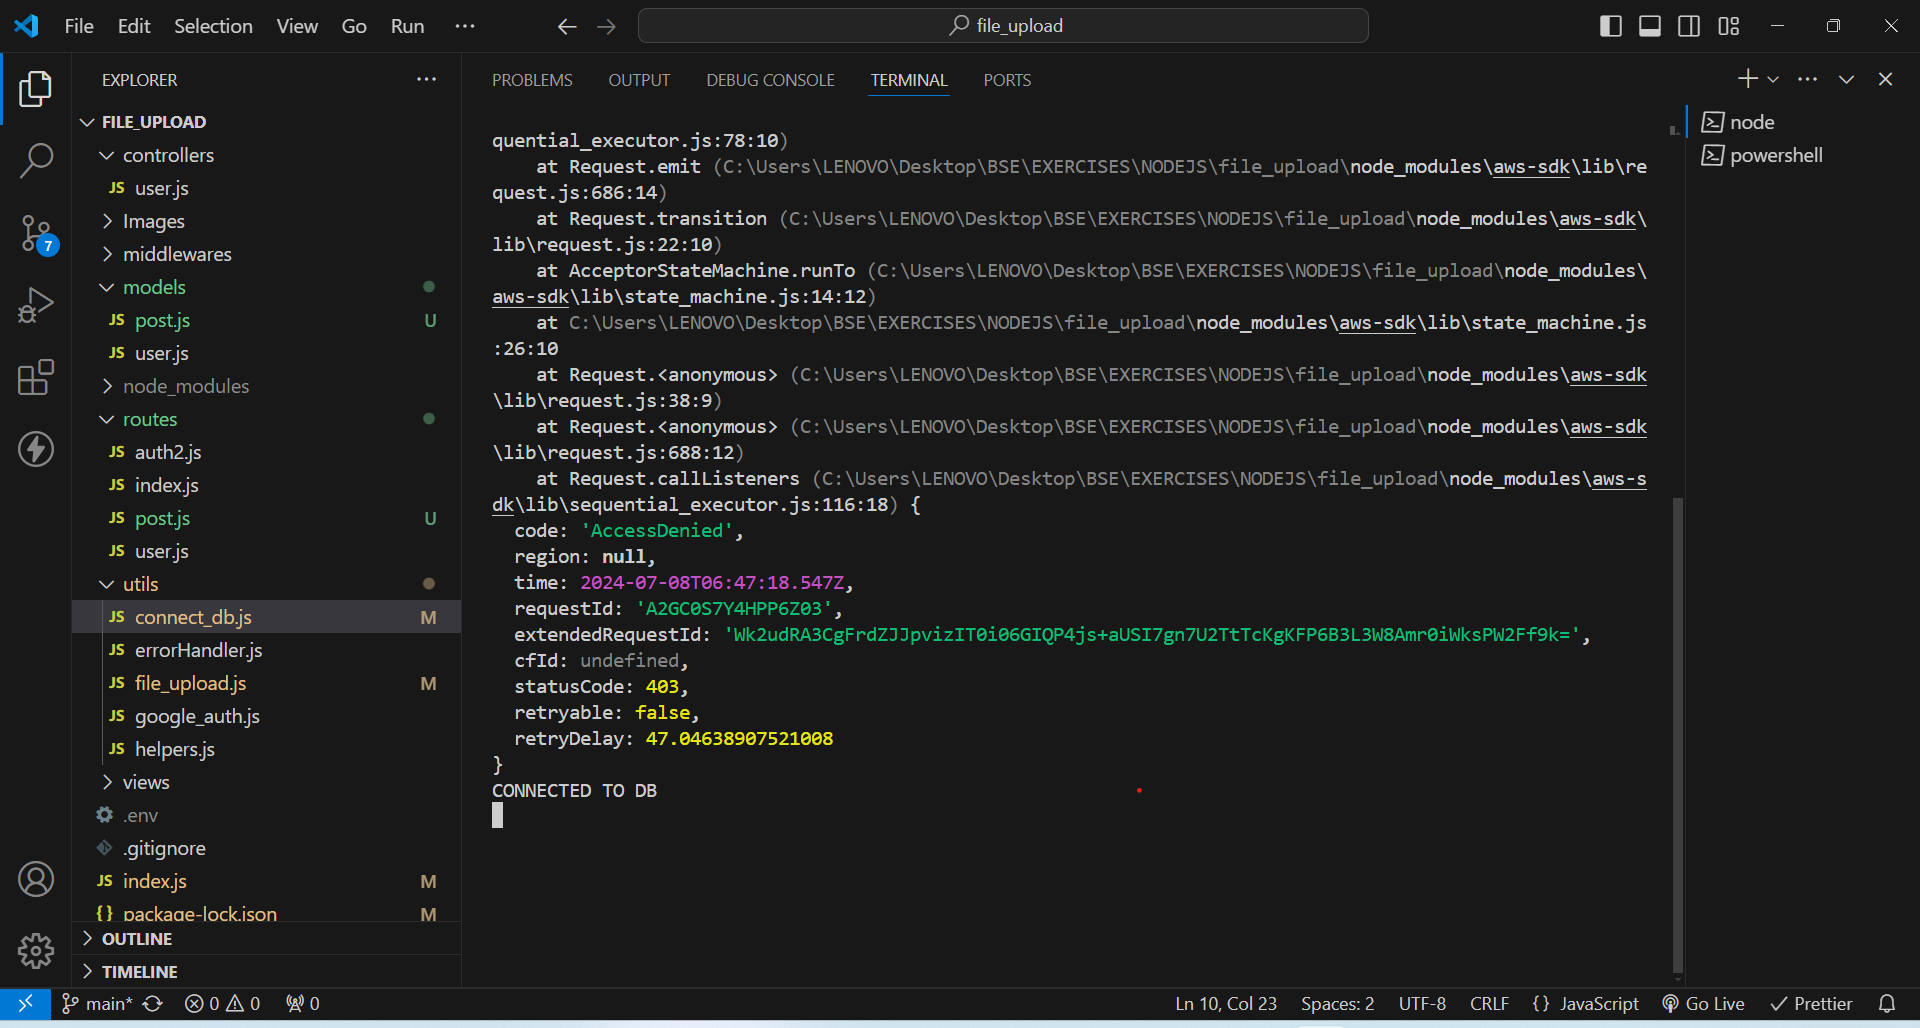 File Edit Selection View Go Run ··· file_upload
EXPLORER
FILE_UPLOAD
controllers
JS user.js
Images
middlewares
models
JS post.js U
JS user.js
node_modules
routes
JS auth2.js
JS index.js
JS post.js U
JS user.js
utils
JS connect_db.js M
JS errorHandler.js
JS file_upload.js M
JS google_auth.js
JS helpers.js
views
.env
.gitignore
JS index.js M
{} package-lock.json M
OUTLINE
TIMELINE
7
PROBLEMS OUTPUT DEBUG CONSOLE TERMINAL PORTS
quential_executor.js:78:10)
at Request.emit (C:\Users\LENOVO\Desktop\BSE\EXERCISES\NODEJS\file_upload\node_modules\aws-sdk\lib\re
quest.js:686:14)
at Request.transition (C:\Users\LENOVO\Desktop\BSE\EXERCISES\NODEJS\file_upload\node_modules\aws-sdk\
lib\request.js:22:10)
at AcceptorStateMachine.runTo (C:\Users\LENOVO\Desktop\BSE\EXERCISES\NODEJS\file_upload\node_modules\
aws-sdk\lib\state_machine.js:14:12)
at C:\Users\LENOVO\Desktop\BSE\EXERCISES\NODEJS\file_upload\node_modules\aws-sdk\lib\state_machine.js
:26:10
at Request.<anonymous> (C:\Users\LENOVO\Desktop\BSE\EXERCISES\NODEJS\file_upload\node_modules\aws-sdk
\lib\request.js:38:9)
at Request.<anonymous> (C:\Users\LENOVO\Desktop\BSE\EXERCISES\NODEJS\file_upload\node_modules\aws-sdk
\lib\request.js:688:12)
at Request.callListeners (C:\Users\LENOVO\Desktop\BSE\EXERCISES\NODEJS\file_upload\node_modules\aws-s
dk\lib\sequential_executor.js:116:18) {
code: 'AccessDenied',
region: null,
time: 2024-07-08T06:47:18.547Z,
requestId: 'A2GC0S7Y4HPP6Z03',
extendedRequestId: 'Wk2udRA3CgFrdZJJpvizIT0i06GIQP4js+aUSI7gn7U2TtTcKgKFP6B3L3W8Amr0iWksPW2Ff9k=',
cfId: undefined,
statusCode: 403,
retryable: false,
retryDelay: 47.04638907521008
}
CONNECTED TO DB
node
powershell
main* 0 0 0 Ln 10, Col 23 Spaces: 2 UTF-8 CRLF {} JavaScript Go Live Prettier